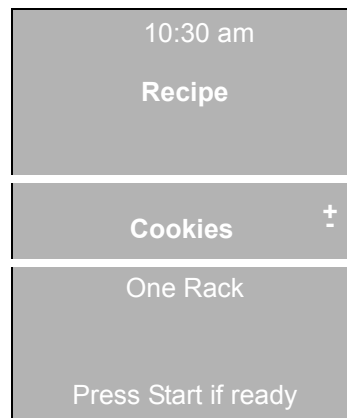 10:30 am
Recipe
Cookies +
-
One Rack
Press Start if ready